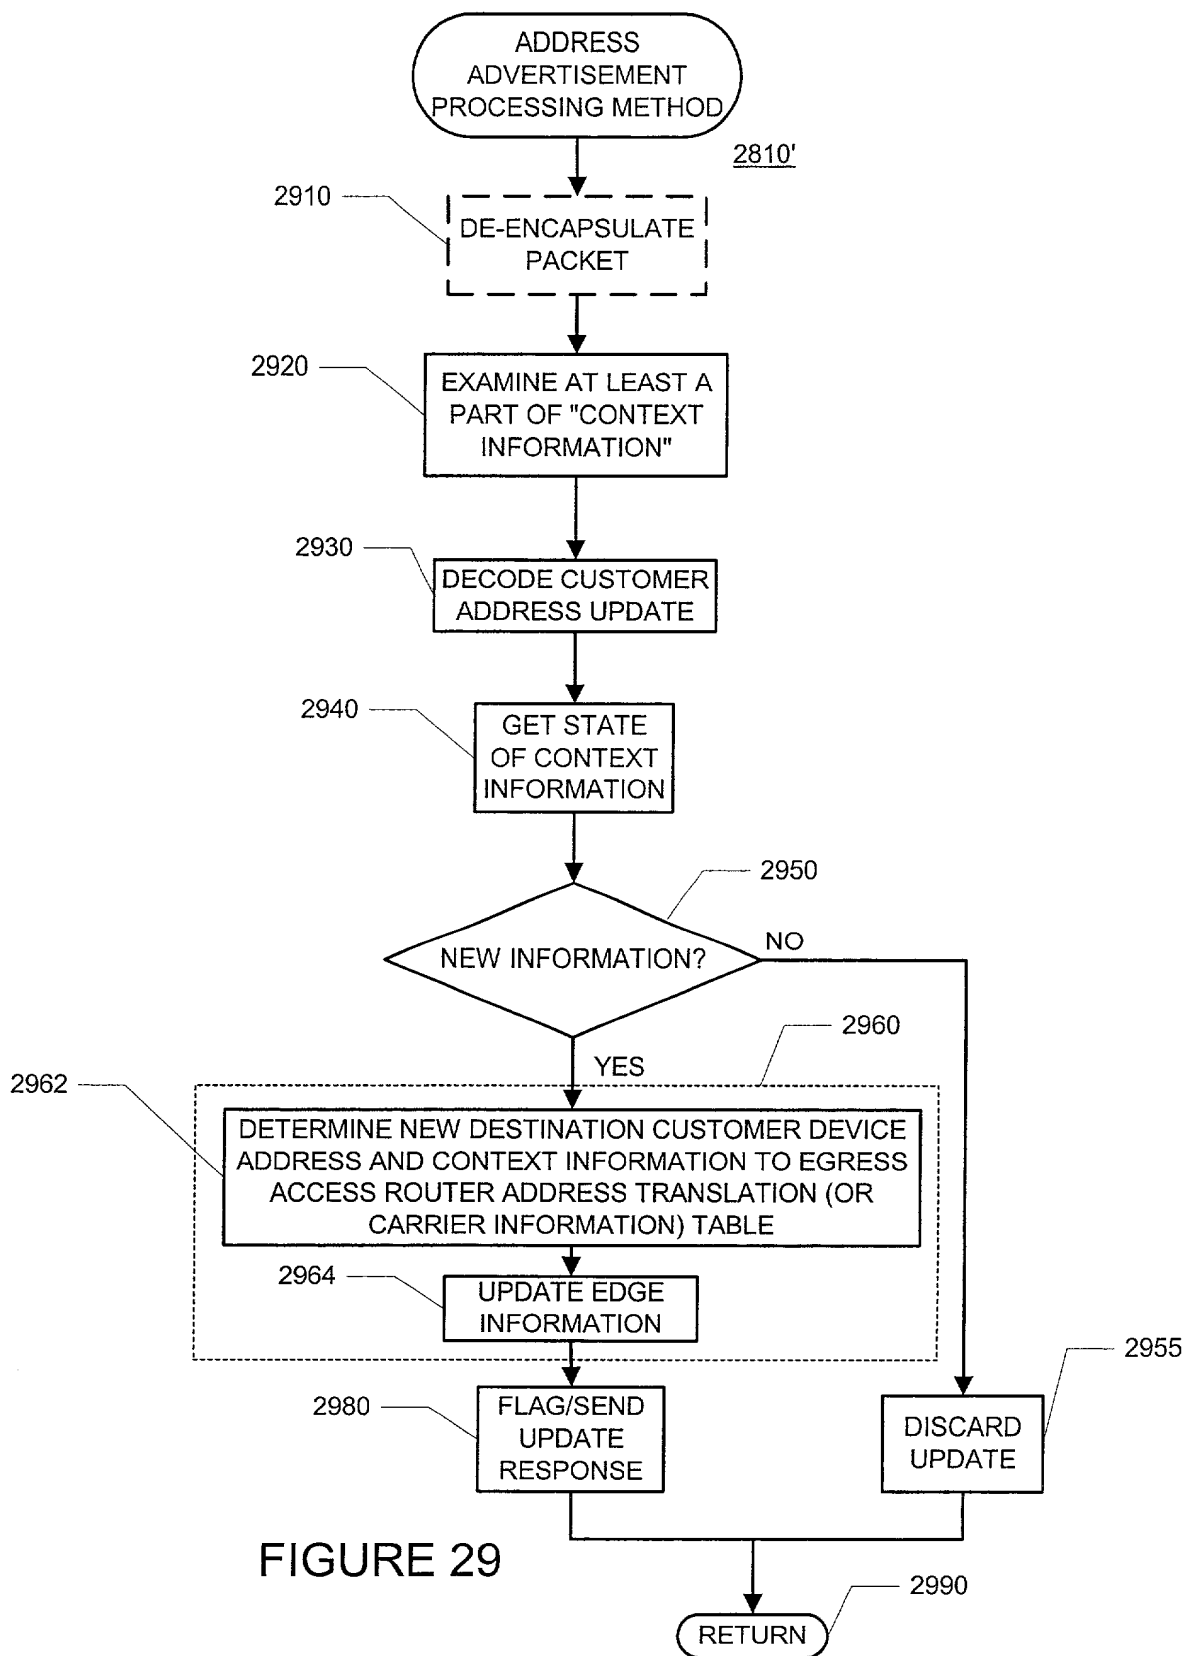 ADDRESS
ADVERTISEMENT
PROCESSING METHOD
2810'
2910
DE-ENCAPSULATE
PACKET
2920
EXAMINE AT LEAST A
PART OF "CONTEXT
INFORMATION"
2930
DECODE CUSTOMER
ADDRESS UPDATE
2940
GET STATE
OF CONTEXT
INFORMATION
2950
NEW INFORMATION?
NO
YES
2960
2962
DETERMINE NEW DESTINATION CUSTOMER DEVICE
ADDRESS AND CONTEXT INFORMATION TO EGRESS
ACCESS ROUTER ADDRESS TRANSLATION (OR
CARRIER INFORMATION) TABLE
2964
UPDATE EDGE
INFORMATION
2980
FLAG/SEND
UPDATE
RESPONSE
2955
DISCARD
UPDATE
FIGURE 29
2990
RETURN